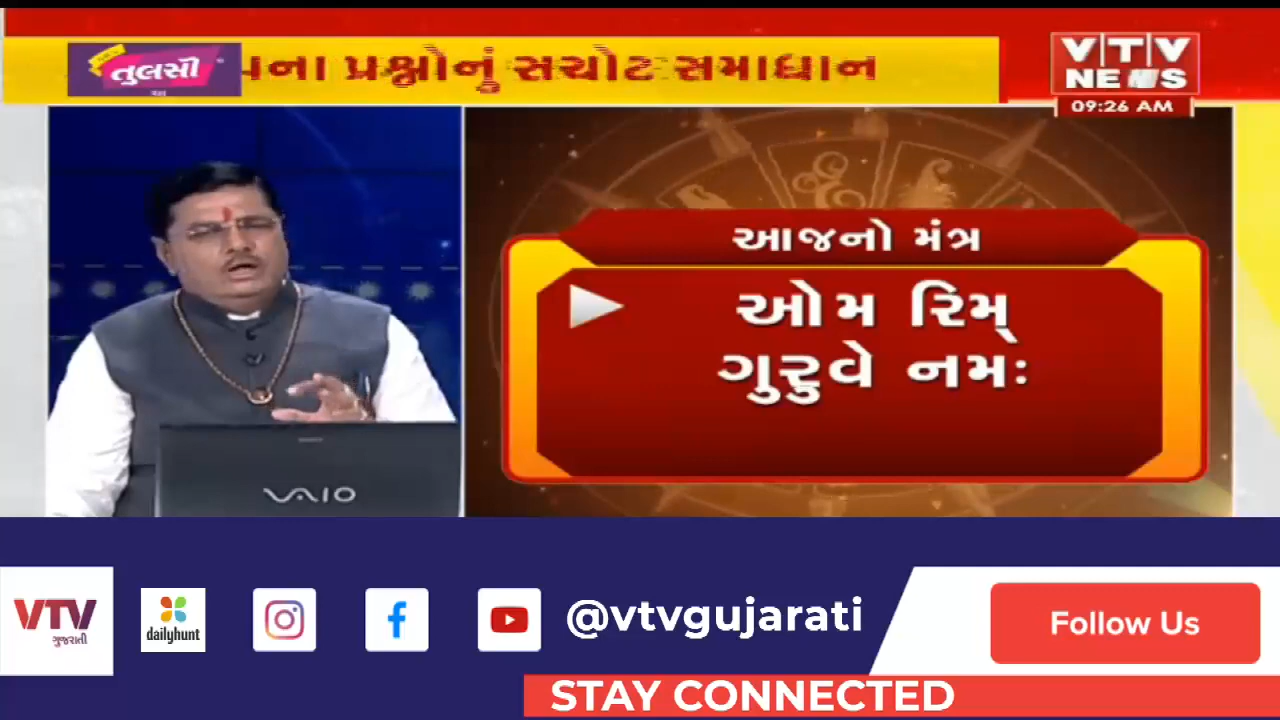 તુલસી
પ્રશ્નોનું સચોટ સમાધાન
VTV
NEWS
09:26 AM
આજનો મંત્ર
ઓમ રિમ્
ગુરુવે નમઃ
VAIO
VTV
ગુજરાતી
dailyhunt
@vtvgujarati
Follow Us
STAY CONNECTED